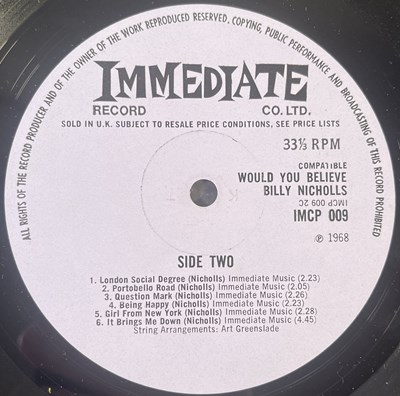 ALL RIGHTS OF THE RECORD PRODUCER AND OF THE OWNER OF THE WORK REPRODUCED RESERVED, COPYING, PUBLIC PERFORMANCE AND BROADCASTING OF THIS RECORD PROHIBITED
IMMEDIATE
RECORD CO. LTD.
SOLD IN U.K. SUBJECT TO RESALE PRICE CONDITIONS, SEE PRICE LISTS
33⅓ RPM
COMPATIBLE
WOULD YOU BELIEVE
BILLY NICHOLLS
IMCP 009 2C
IMCP 009
℗ 1968
SIDE TWO
1. London Social Degree (Nicholls) Immediate Music (2.23)
2. Portobello Road (Nicholls) Immediate Music (2.05)
3. Question Mark (Nicholls) Immediate Music (2.26)
4. Being Happy (Nicholls) Immediate Music (2.23)
5. Girl From New York (Nicholls) Immediate Music (2.28)
6. It Brings Me Down (Nicholls) Immediate Music (4.45)
String Arrangements: Art Greenslade